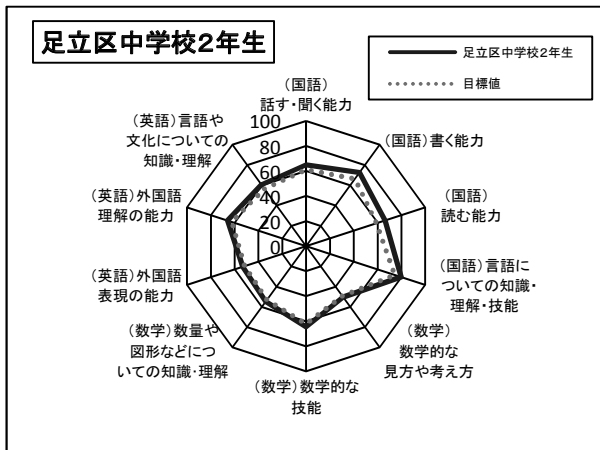 足立区中学校2年生
足立区中学校2年生
目標値
(国語)
話す・聞く能力
(国語)書く能力
(国語)
読む能力
(国語)言語に
ついての知識・
理解・技能
(数学)
数学的な
見方や考え方
(数学)数学的な
技能
(数学)数量や
図形などにつ
いての知識・理解
(英語)外国語
表現の能力
(英語)外国語
理解の能力
(英語)言語や
文化についての
知識・理解
100
80
60
40
20
0